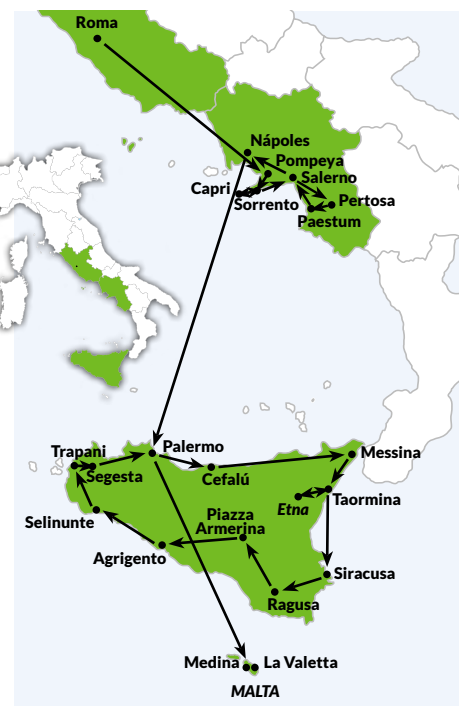 Roma
Nápoles
Pompeya
Capri
Salerno
Sorrento
Pertosa
Paestum
Trapani
Palermo
Messina
Segesta
Cefalú
Etna
Taormina
Selinunte
Piazza
Armerina
Agrigento
Siracusa
Ragusa
Medina
La Valetta
MALTA